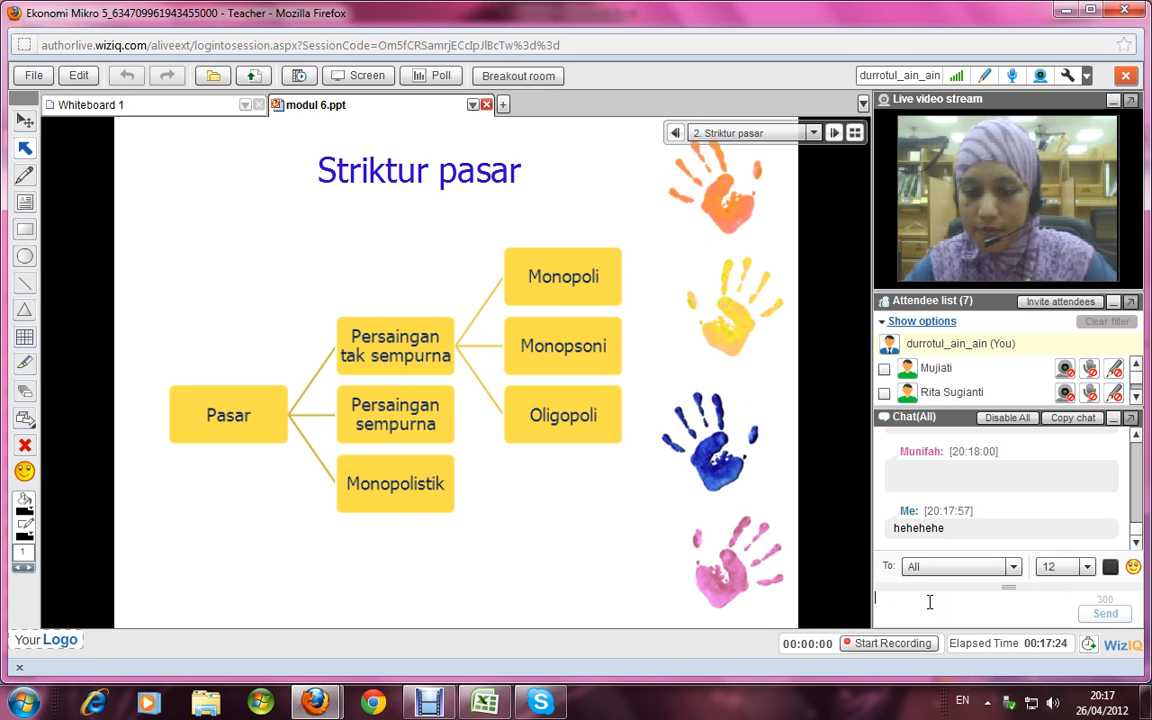 Ekonomi Mikro 5_634709961943455000 - Teacher - Mozilla Firefox
authorlive.wiziq.com/aliveext/logintosession.aspx?SessionCode=Om5fCRSamrjECcIpJlBcTw%3d%3d
File Edit Screen Poll Breakout room durrotul_ain_ain
Whiteboard 1 modul 6.ppt
Live video stream
2. Striktur pasar
Striktur pasar
Monopoli
Persaingan
tak sempurna
Monopsoni
Pasar
Persaingan
sempurna
Oligopoli
Monopolistik
Attendee list (7) Invite attendees
Show options Clear filter
durrotul_ain_ain (You)
Mujiati
Rita Sugianti
Chat(All) Disable All Copy chat
Munifah: [20:18:00]
Me: [20:17:57]
hehehehe
To: All 12
300
Send
1
Your Logo 00:00:00 Start Recording Elapsed Time 00:17:24 WizIQ
EN 20:17
26/04/2012